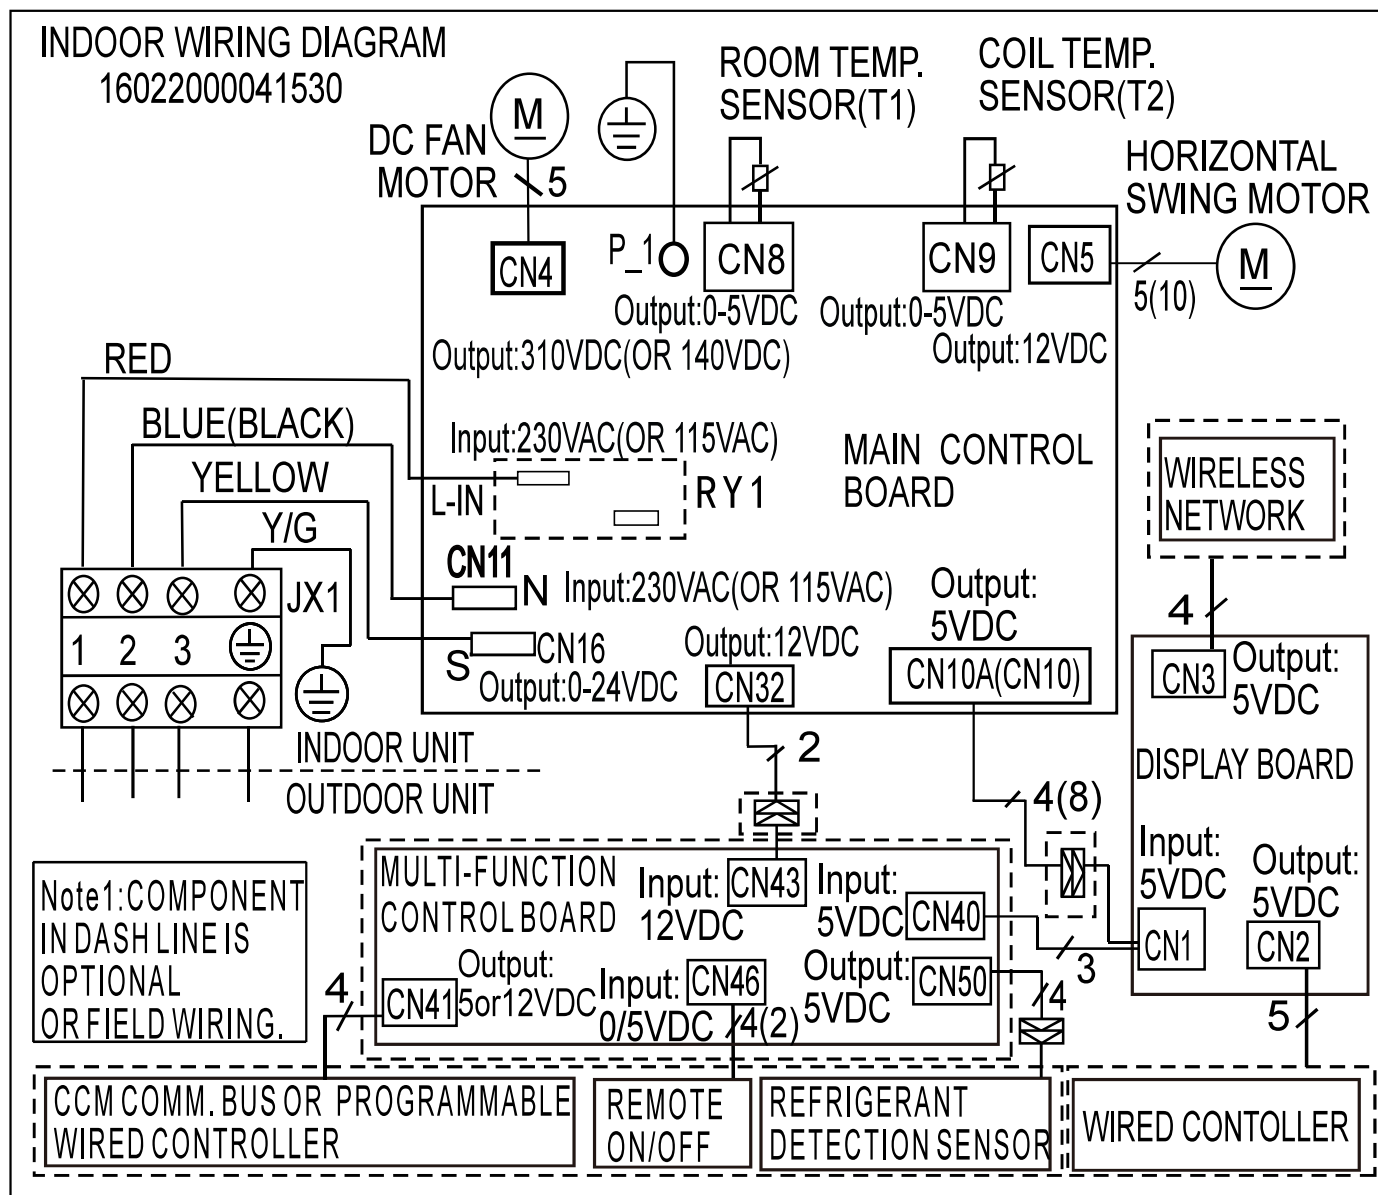 INDOOR WIRING DIAGRAM
16022000041530
DC FAN
MOTOR
M
5
ROOM TEMP.
SENSOR(T1)
COIL TEMP.
SENSOR(T2)
HORIZONTAL
SWING MOTOR
M
5(10)
CN4
P_1
CN8
CN9
CN5
Output:0-5VDC
Output:0-5VDC
Output:310VDC(OR 140VDC)
Output:12VDC
RED
BLUE(BLACK)
YELLOW
Y/G
Input:230VAC(OR 115VAC)
L-IN
RY1
MAIN CONTROL
BOARD
CN11
N
Input:230VAC(OR 115VAC)
S
CN16
Output:0-24VDC
Output:12VDC
CN32
Output:
5VDC
CN10A(CN10)
JX1
1 2 3
INDOOR UNIT
OUTDOOR UNIT
2
4(8)
WIRELESS
NETWORK
4
CN3
Output:
5VDC
DISPLAY BOARD
Input:
5VDC
CN1
Output:
5VDC
CN2
3
5
Note1:COMPONENT
IN DASH LINE IS
OPTIONAL
OR FIELD WIRING.
MULTI-FUNCTION
CONTROL BOARD
Input:
12VDC
CN43
Input:
5VDC
CN40
4
CN41
Output:
5or12VDC
Input:
0/5VDC
CN46
4(2)
Output:
5VDC
CN50
4
CCM COMM. BUS OR PROGRAMMABLE
WIRED CONTROLLER
REMOTE
ON/OFF
REFRIGERANT
DETECTION SENSOR
WIRED CONTOLLER